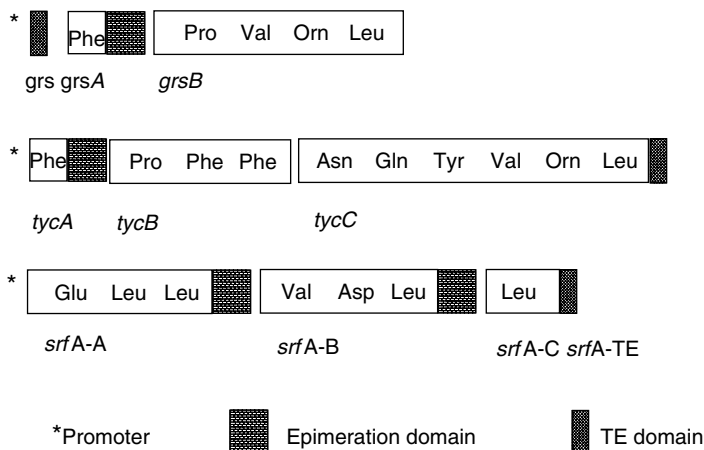 * Phe Pro Val Orn Leu
grs grsA grsB
* Phe Pro Phe Phe Asn Gln Tyr Val Orn Leu
tycA tycB tycC
* Glu Leu Leu Val Asp Leu Leu
srfA-A srfA-B srfA-C srfA-TE
*Promoter Epimeration domain TE domain